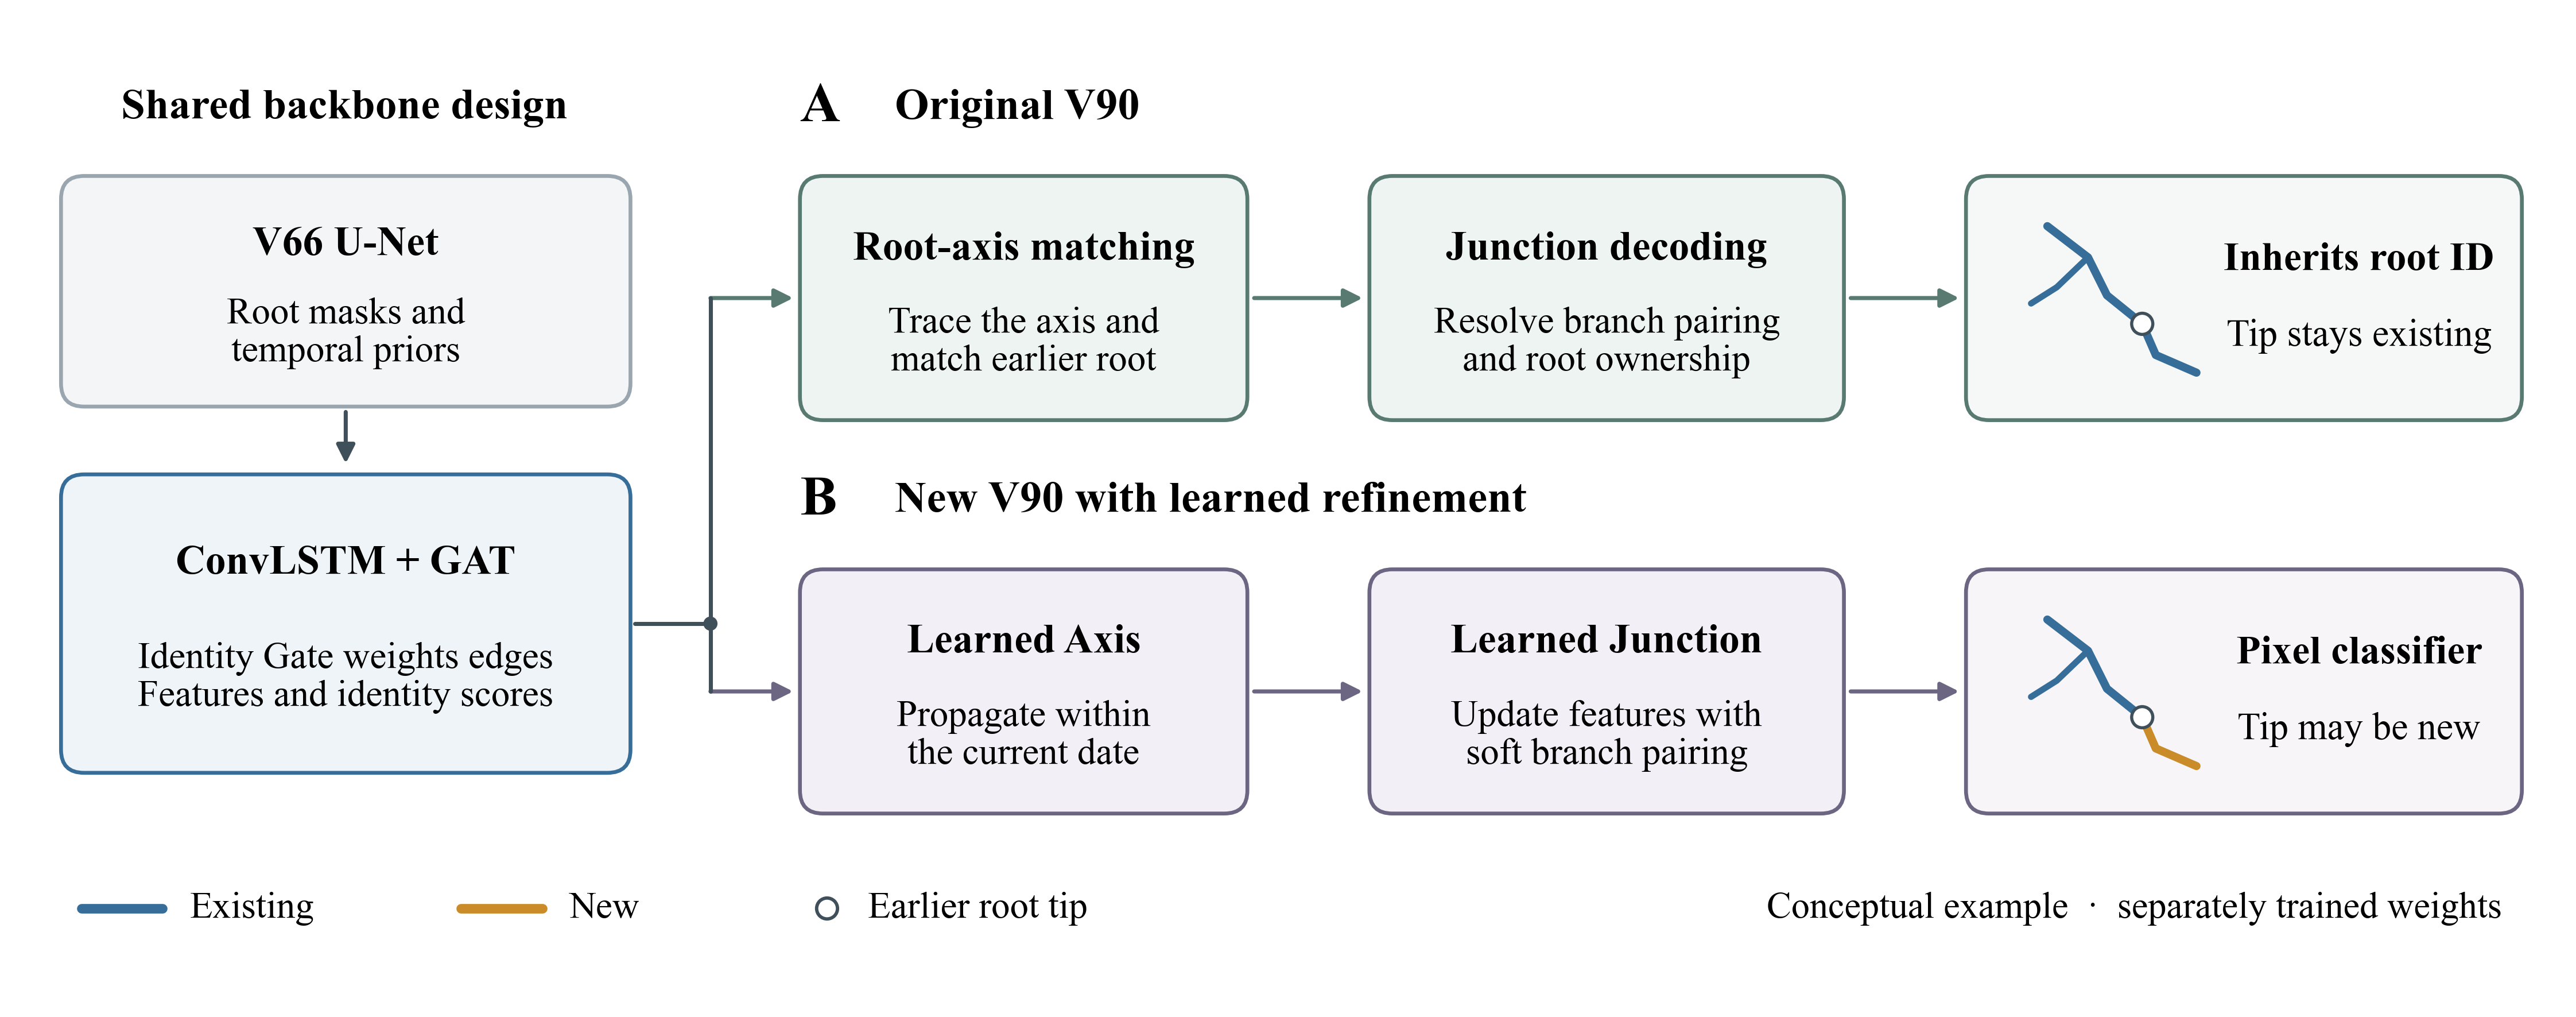 Shared backbone design
V66 U-Net
Root masks and
temporal priors
ConvLSTM + GAT
Identity Gate weights edges
Features and identity scores
A Original V90
Root-axis matching
Trace the axis and
match earlier root
Junction decoding
Resolve branch pairing
and root ownership
Inherits root ID
Tip stays existing
B New V90 with learned refinement
Learned Axis
Propagate within
the current date
Learned Junction
Update features with
soft branch pairing
Pixel classifier
Tip may be new
Existing
New
Earlier root tip
Conceptual example · separately trained weights